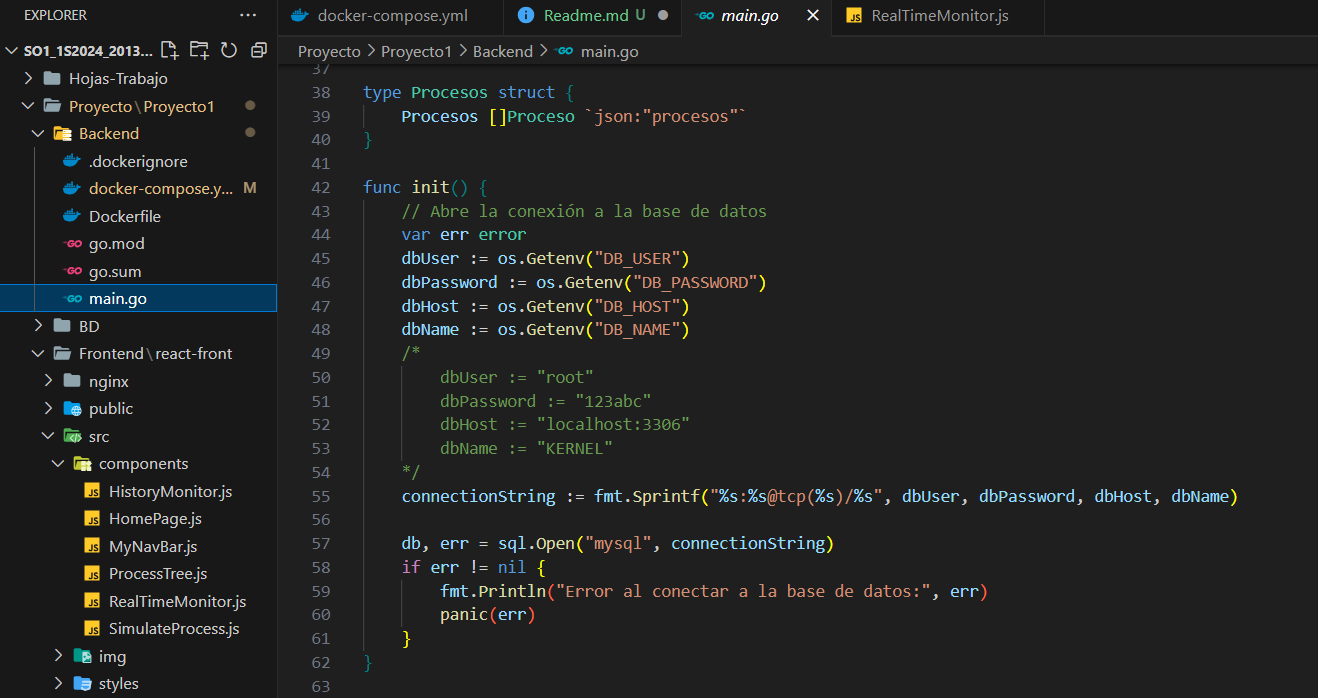 EXPLORER ...
docker-compose.yml
Readme.md U
main.go
RealTimeMonitor.js
SO1_1S2024_2013...
Proyecto > Proyecto1 > Backend > main.go
Hojas-Trabajo
Proyecto\Proyecto1
Backend
.dockerignore
docker-compose.y... M
Dockerfile
go.mod
go.sum
main.go
BD
Frontend\react-front
nginx
public
src
components
HistoryMonitor.js
HomePage.js
MyNavBar.js
ProcessTree.js
RealTimeMonitor.js
SimulateProcess.js
img
styles
37
38 type Procesos struct {
39 Procesos []Proceso `json:"procesos"`
40 }
41
42 func init() {
43 // Abre la conexión a la base de datos
44 var err error
45 dbUser := os.Getenv("DB_USER")
46 dbPassword := os.Getenv("DB_PASSWORD")
47 dbHost := os.Getenv("DB_HOST")
48 dbName := os.Getenv("DB_NAME")
49 /*
50 dbUser := "root"
51 dbPassword := "123abc"
52 dbHost := "localhost:3306"
53 dbName := "KERNEL"
54 */
55 connectionString := fmt.Sprintf("%s:%s@tcp(%s)/%s", dbUser, dbPassword, dbHost, dbName)
56
57 db, err = sql.Open("mysql", connectionString)
58 if err != nil {
59 fmt.Println("Error al conectar a la base de datos:", err)
60 panic(err)
61 }
62 }
63